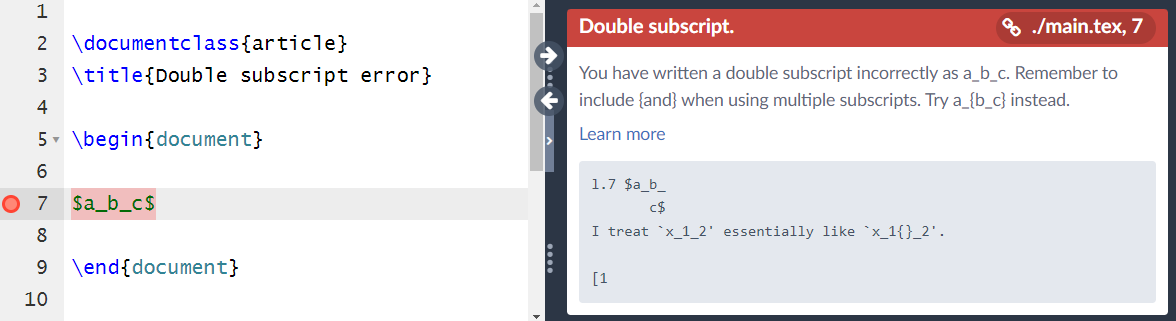 1
2 \documentclass{article}
3 \title{Double subscript error}
4
5 \begin{document}
6
7 $a_b_c$
8
9 \end{document}
10
Double subscript.
./main.tex, 7
You have written a double subscript incorrectly as a_b_c. Remember to
include {and} when using multiple subscripts. Try a_{b_c} instead.
Learn more
l.7 $a_b_
c$
I treat `x_1_2' essentially like `x_1{}_2'.
[1